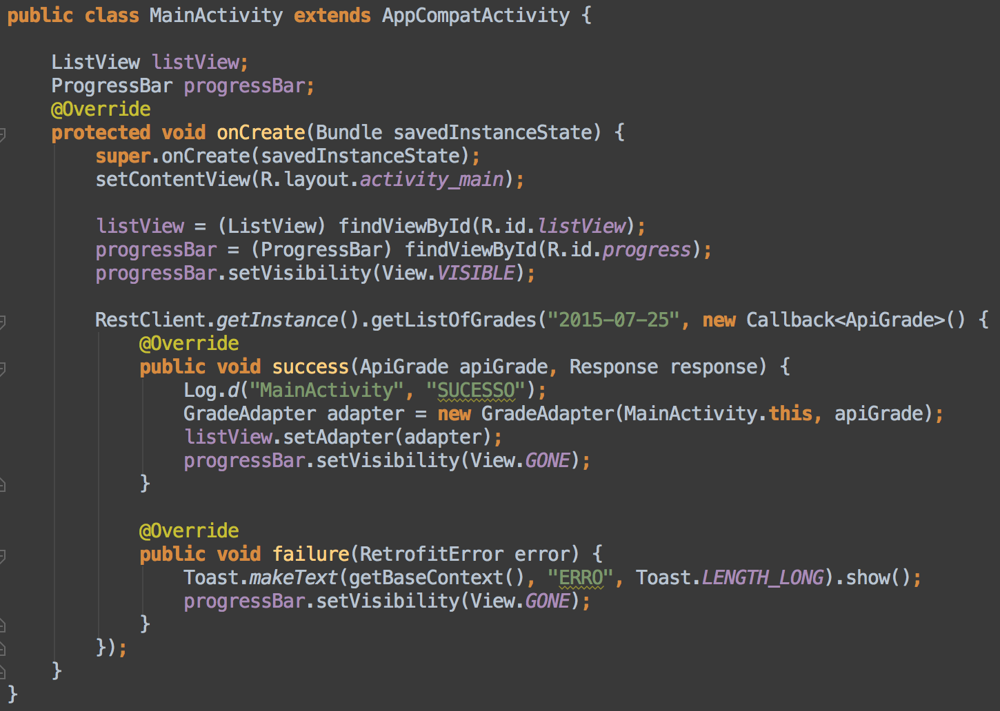 public class MainActivity extends AppCompatActivity {
ListView listView;
ProgressBar progressBar;
@Override
protected void onCreate(Bundle savedInstanceState) {
super.onCreate(savedInstanceState);
setContentView(R.layout.activity_main);
listView = (ListView) findViewById(R.id.listView);
progressBar = (ProgressBar) findViewById(R.id.progress);
progressBar.setVisibility(View.VISIBLE);
RestClient.getInstance().getListOfGrades("2015-07-25", new Callback<ApiGrade>() {
@Override
public void success(ApiGrade apiGrade, Response response) {
Log.d("MainActivity", "SUCESSO");
GradeAdapter adapter = new GradeAdapter(MainActivity.this, apiGrade);
listView.setAdapter(adapter);
progressBar.setVisibility(View.GONE);
}
@Override
public void failure(RetrofitError error) {
Toast.makeText(getBaseContext(), "ERRO", Toast.LENGTH_LONG).show();
progressBar.setVisibility(View.GONE);
}
});
}
}